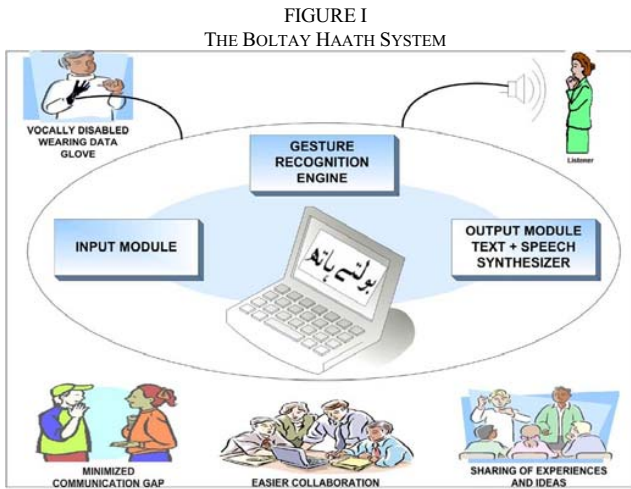 FIGURE I
THE BOLTAY HAATH SYSTEM
VOCALLY DISABLED
WEARING DATA
GLOVE
Listener
GESTURE
RECOGNITION
ENGINE
INPUT MODULE
OUTPUT MODULE
TEXT + SPEECH
SYNTHESIZER
بولتے ہاتھ
MINIMIZED
COMMUNICATION GAP
EASIER COLLABORATION
SHARING OF EXPERIENCES
AND IDEAS